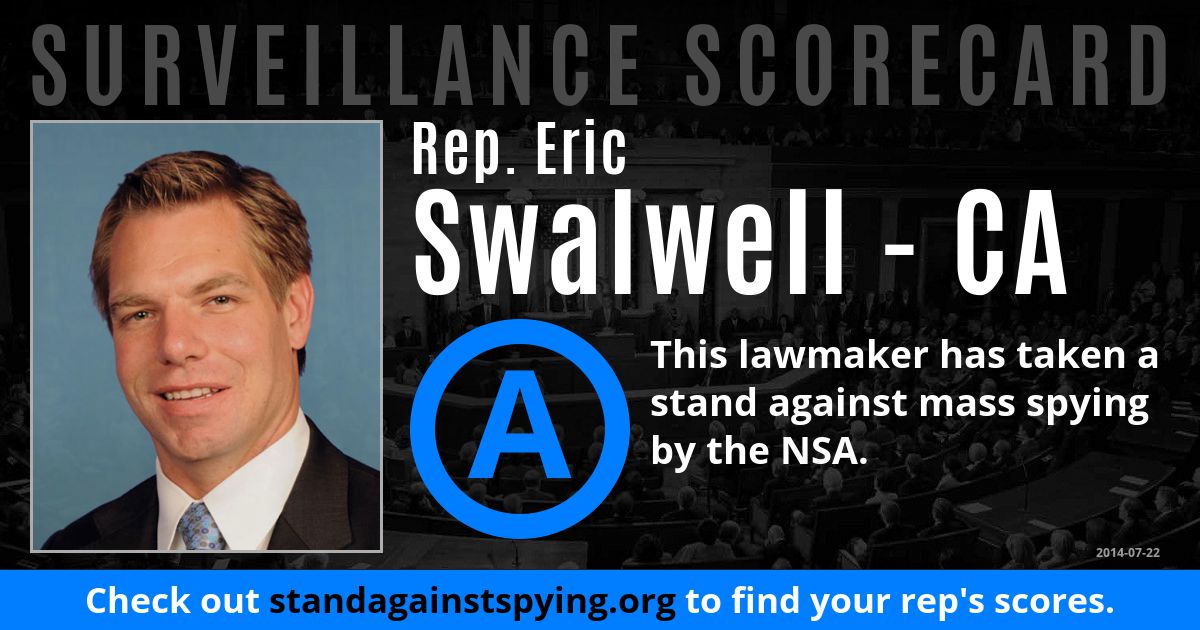 SURVEILLANCE SCORECARD
Rep. Eric
Swalwell - CA
A
This lawmaker has taken a
stand against mass spying
by the NSA.
2014-07-22
Check out standagainstspying.org to find your rep's scores.